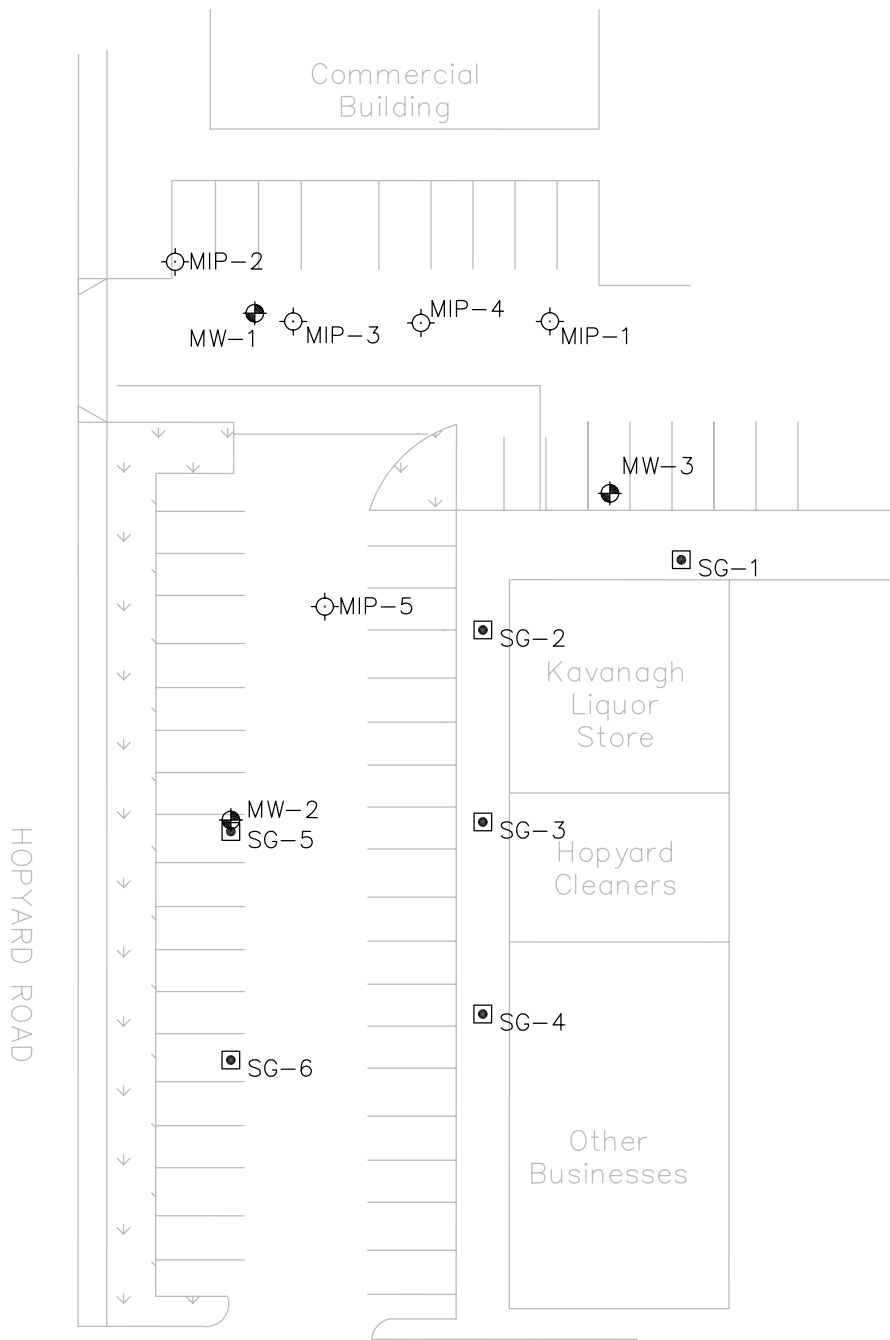 Commercial
Building
MIP-2
MW-1
MIP-3
MIP-4
MIP-1
MW-3
SG-1
MIP-5
SG-2
Kavanagh
Liquor
Store
MW-2
SG-5
SG-3
Hopyard
Cleaners
HOPYARD ROAD
SG-4
SG-6
Other
Businesses